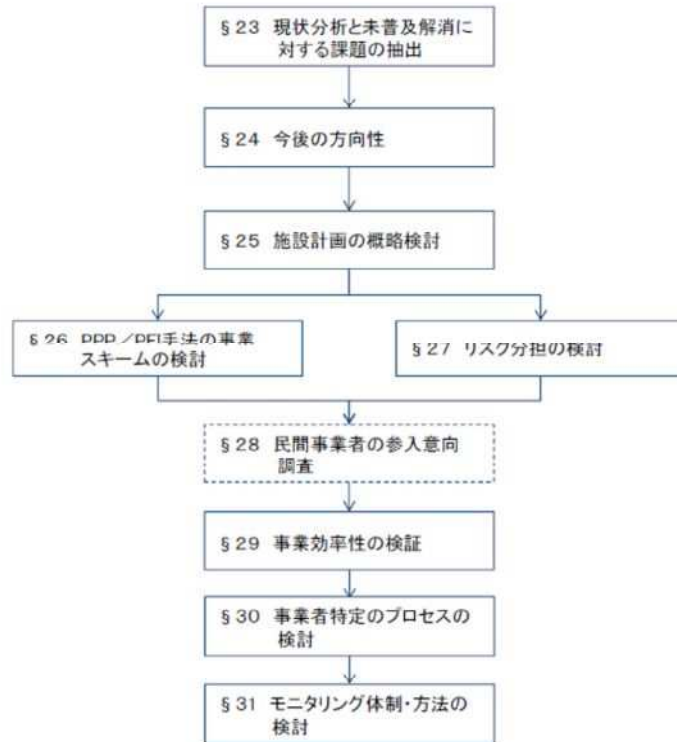 §23 現状分析と未普及解消に
対する課題の抽出
§24 今後の方向性
§25 施設計画の概略検討
§26 PPP/PFI手法の事業
スキームの検討
§27 リスク分担の検討
§28 民間事業者の参入意向
調査
§29 事業効率性の検証
§30 事業者特定のプロセスの
検討
§31 モニタリング体制・方法の
検討